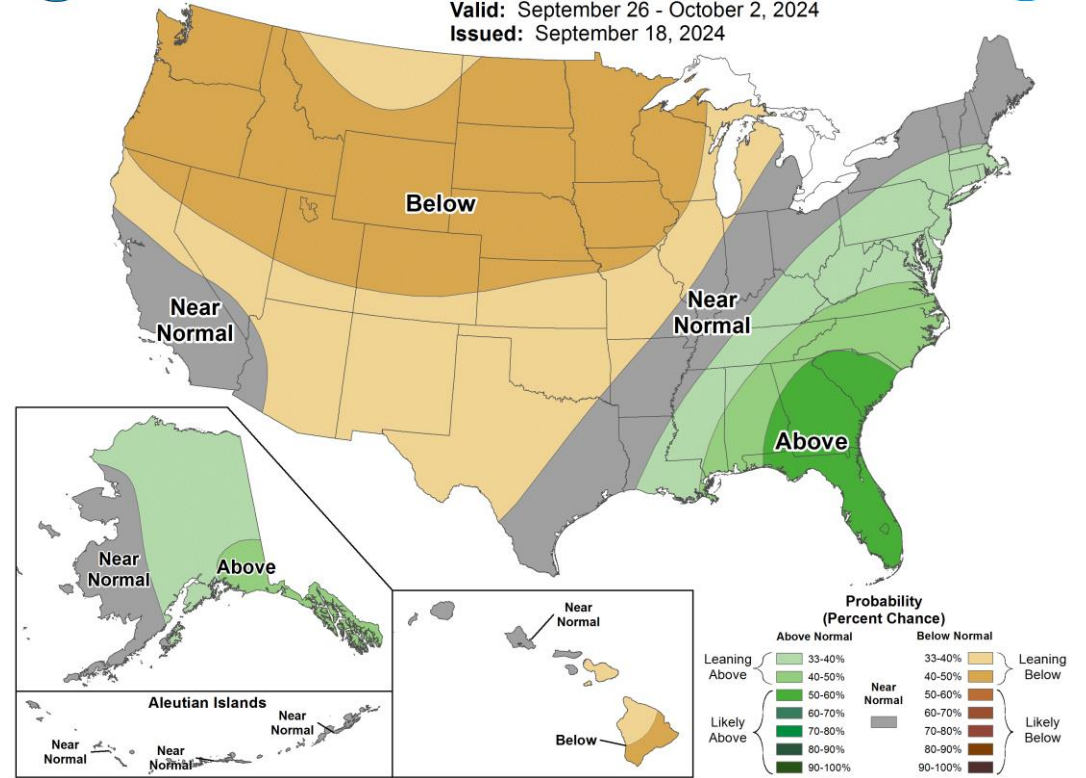 Valid: September 26 - October 2, 2024
Issued: September 18, 2024
Below
Near
Normal
Near
Normal
Above
Near
Normal
Above
Aleutian Islands
Near
Normal
Near
Normal
Near
Normal
Near
Normal
Below
Probability
(Percent Chance)
Above Normal Below Normal
Leaning
Above
33-40%
40-50%
Likely
Above
50-60%
60-70%
70-80%
80-90%
90-100%
Near
Normal
33-40%
40-50%
Leaning
Below
50-60%
60-70%
70-80%
80-90%
90-100%
Likely
Below